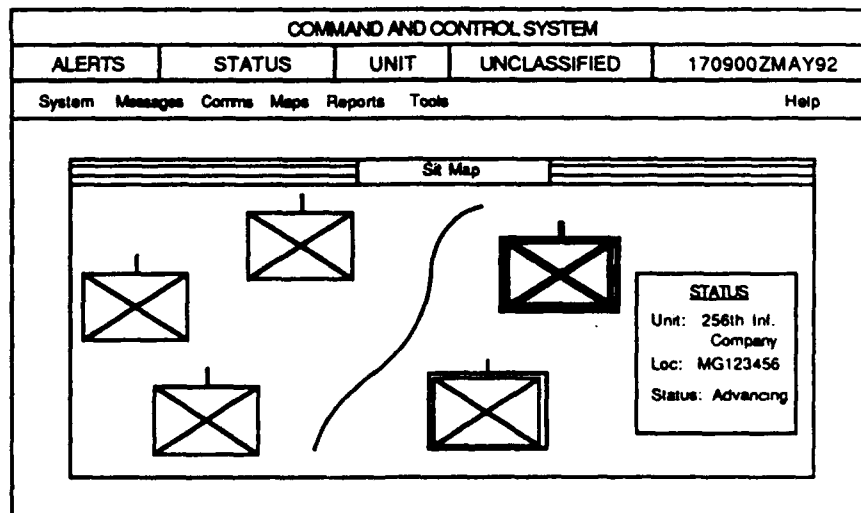 COMMAND AND CONTROL SYSTEM
ALERTS STATUS UNIT UNCLASSIFIED 170900ZMAY92
System Messages Comms Maps Reports Tools Help
Sit Map
STATUS
Unit: 256th Inf.
Company
Loc: MG123456
Status: Advancing